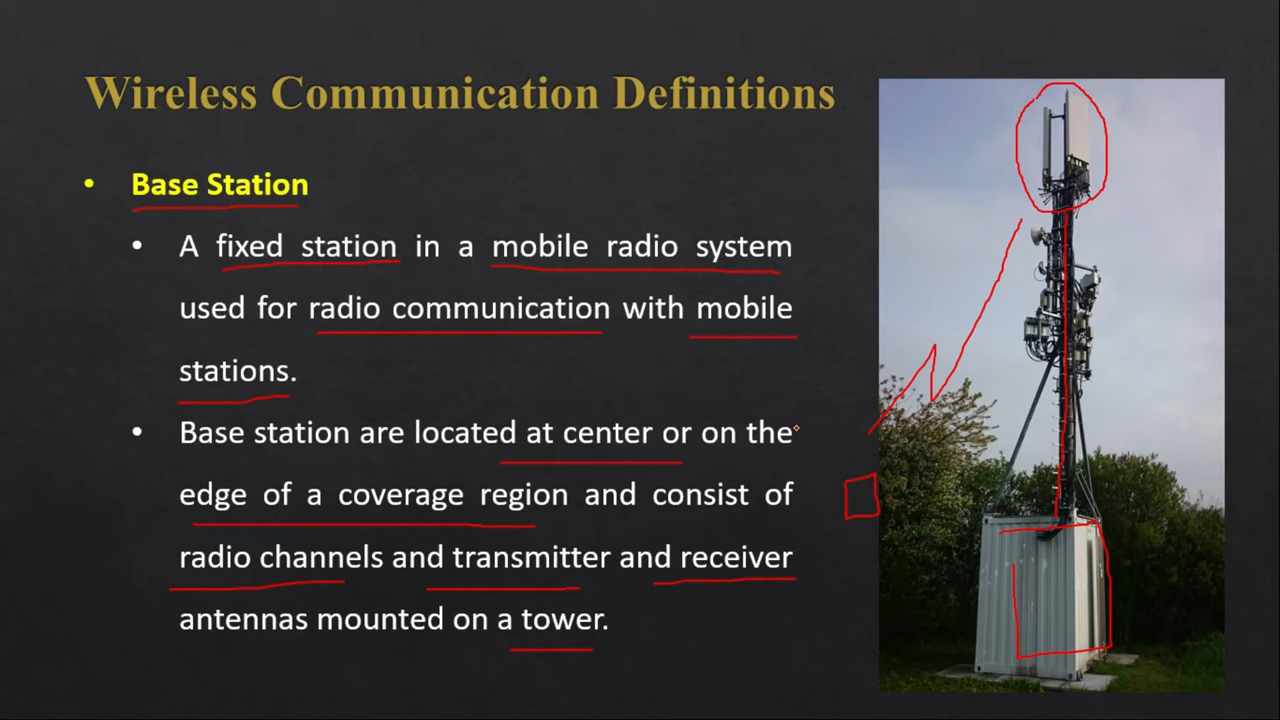 Wireless Communication Definitions
• Base Station
• A fixed station in a mobile radio system
used for radio communication with mobile
stations.
• Base station are located at center or on the
edge of a coverage region and consist of
radio channels and transmitter and receiver
antennas mounted on a tower.